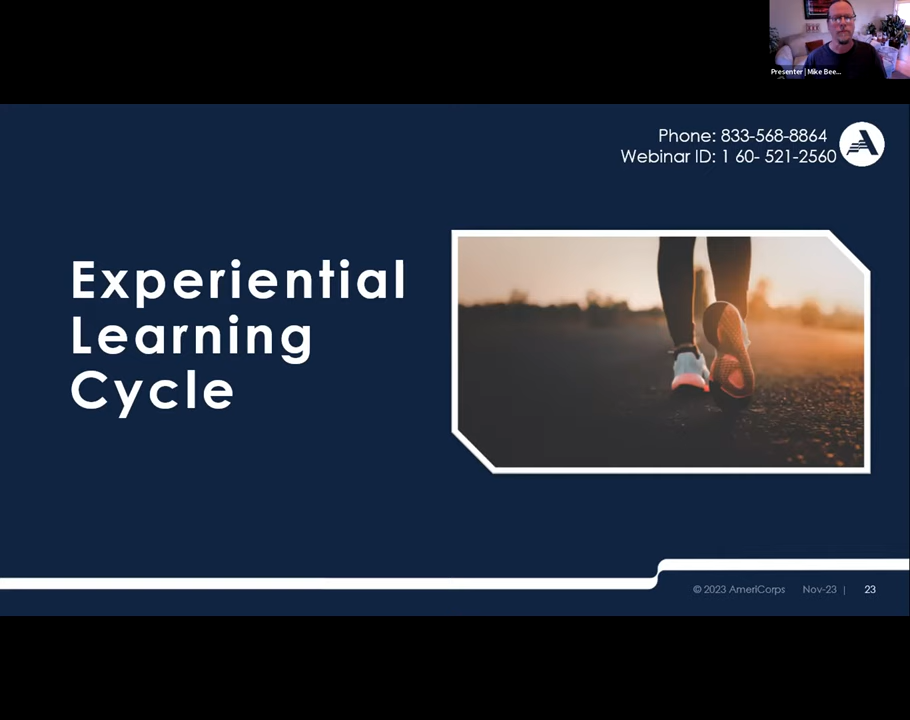 Presenter | Mike Bee...
Phone: 833-568-8864
Webinar ID: 1 60- 521-2560
Experiential
Learning
Cycle
© 2023 AmeriCorps Nov-23 | 23